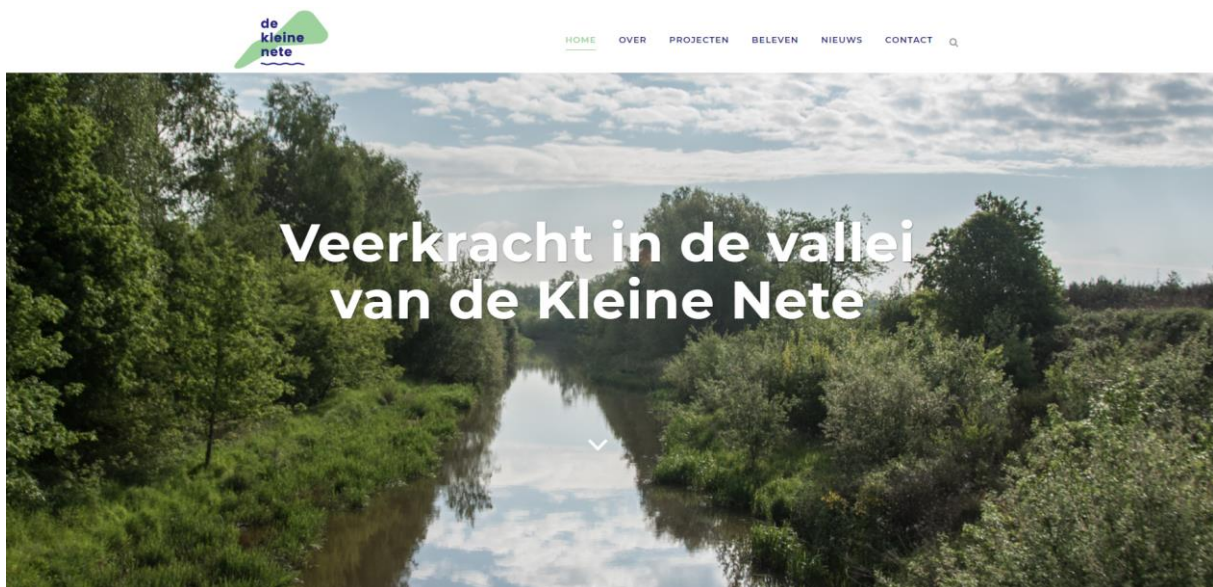 de
kleine
nete
HOME OVER PROJECTEN BELEVEN NIEUWS CONTACT
Veerkracht in de vallei
van de Kleine Nete